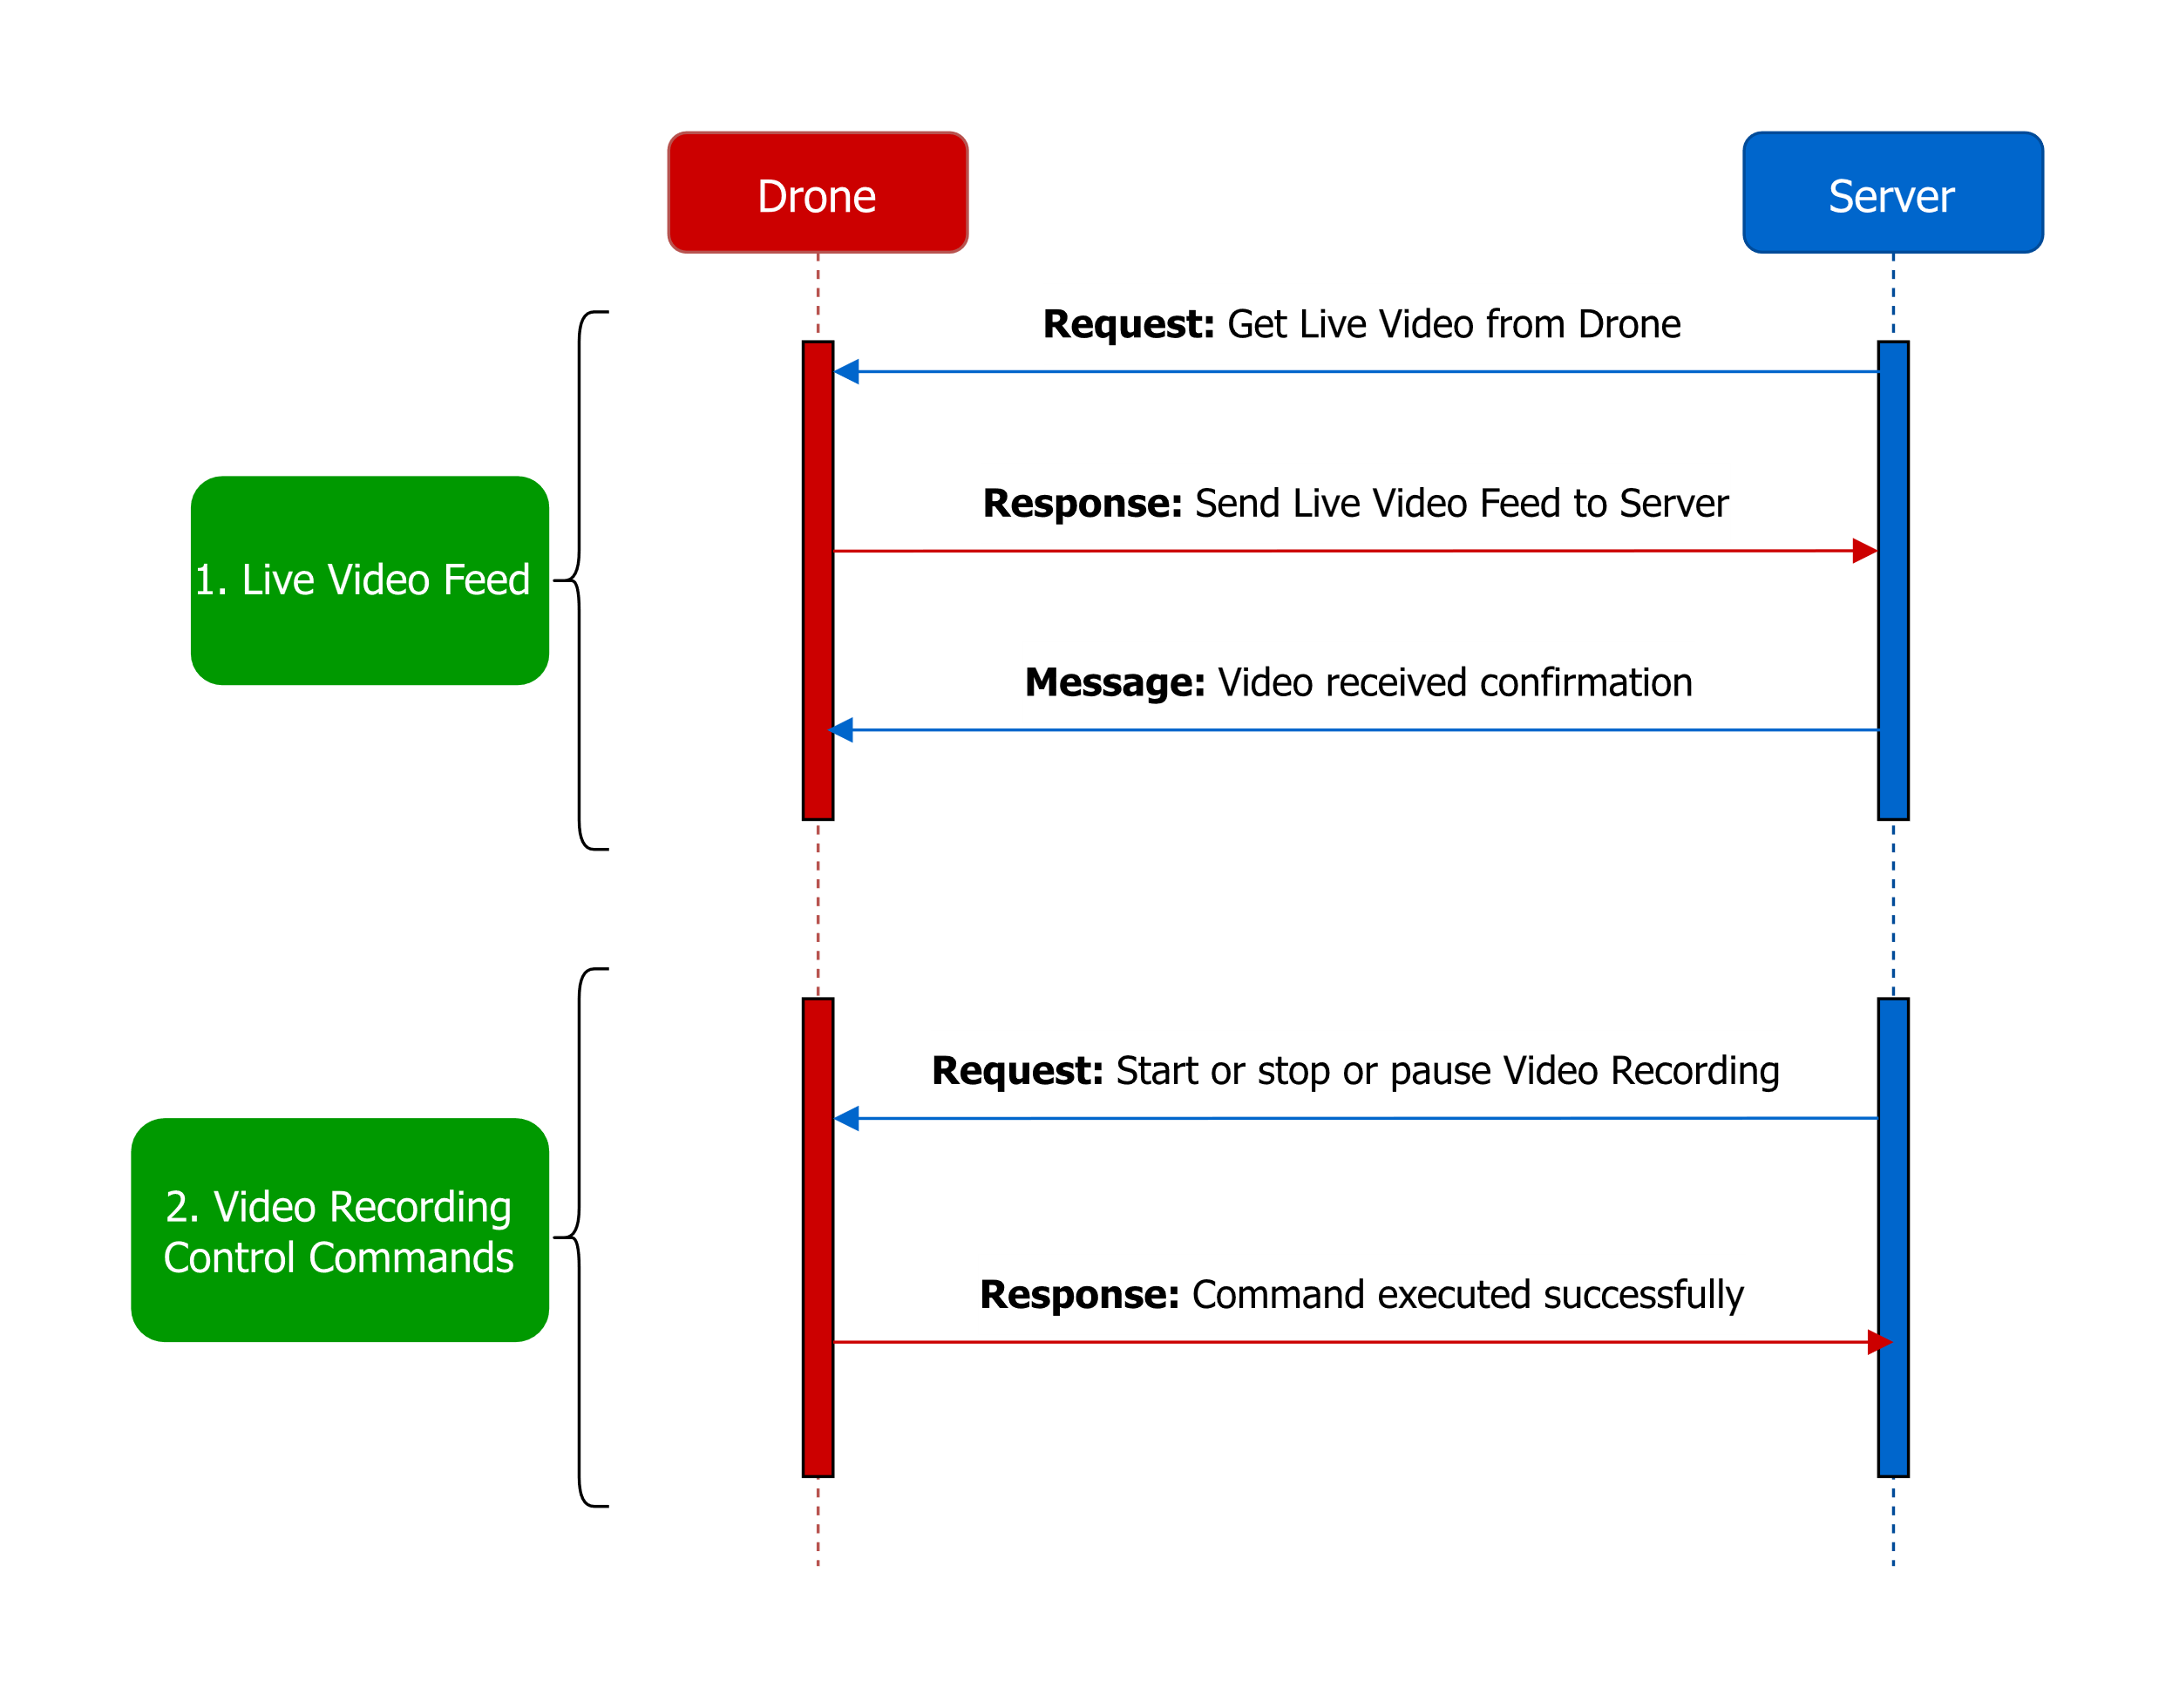 Drone
Server
Request: Get Live Video from Drone
Response: Send Live Video Feed to Server
1. Live Video Feed
Message: Video received confirmation
Request: Start or stop or pause Video Recording
2. Video Recording
Control Commands
Response: Command executed successfully